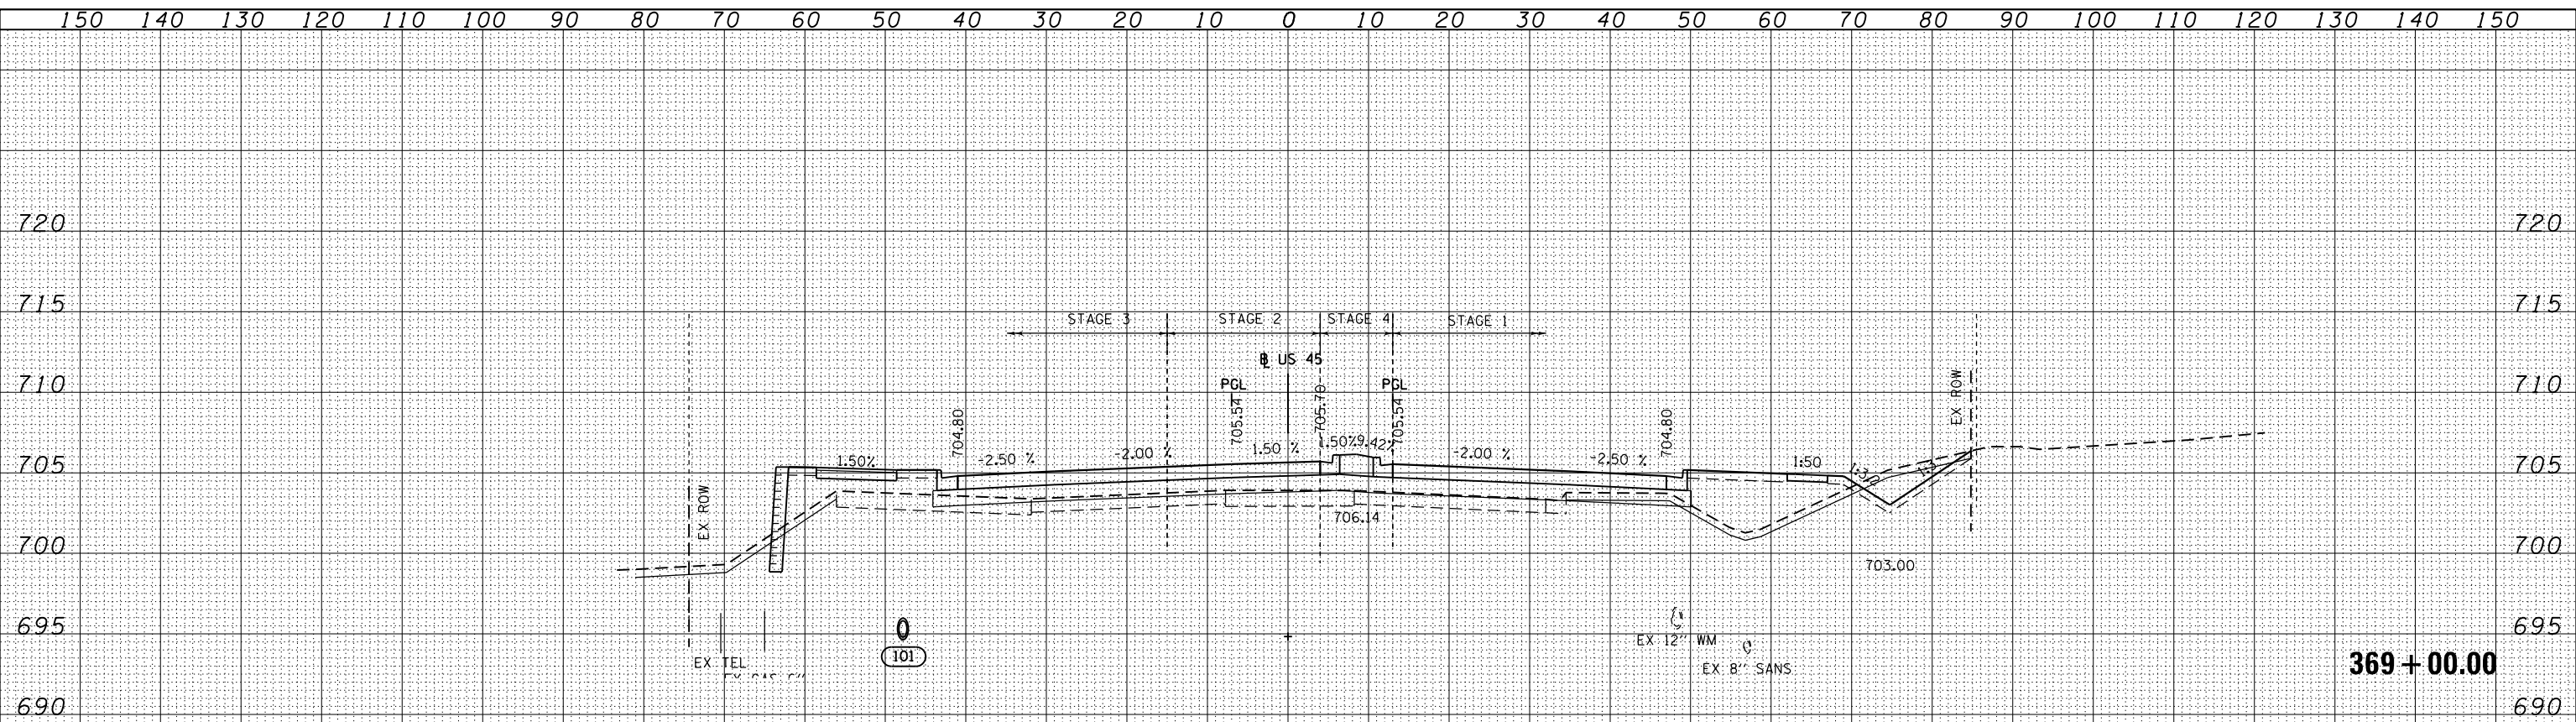 150 140 130 120 110 100 90 80 70 60 50 40 30 20 10 0 10 20 30 40 50 60 70 80 90 100 110 120 130 140 150
720 720
715 715
STAGE 3 STAGE 2 STAGE 4 STAGE 1
℄ US 45
710 PGL PGL 710
EX ROW
704.80 705.54 705.70 705.54 704.80
705 1.50% -2.50 % -2.00 % 1.50 % 1.50% 9.42% -2.00 % -2.50 % 1:50 1:3 705
EX ROW
706.14
700 700
703.00
695 695
EX 12" WM
101
EX TEL
EX 8" SANS
369+00.00
690 690